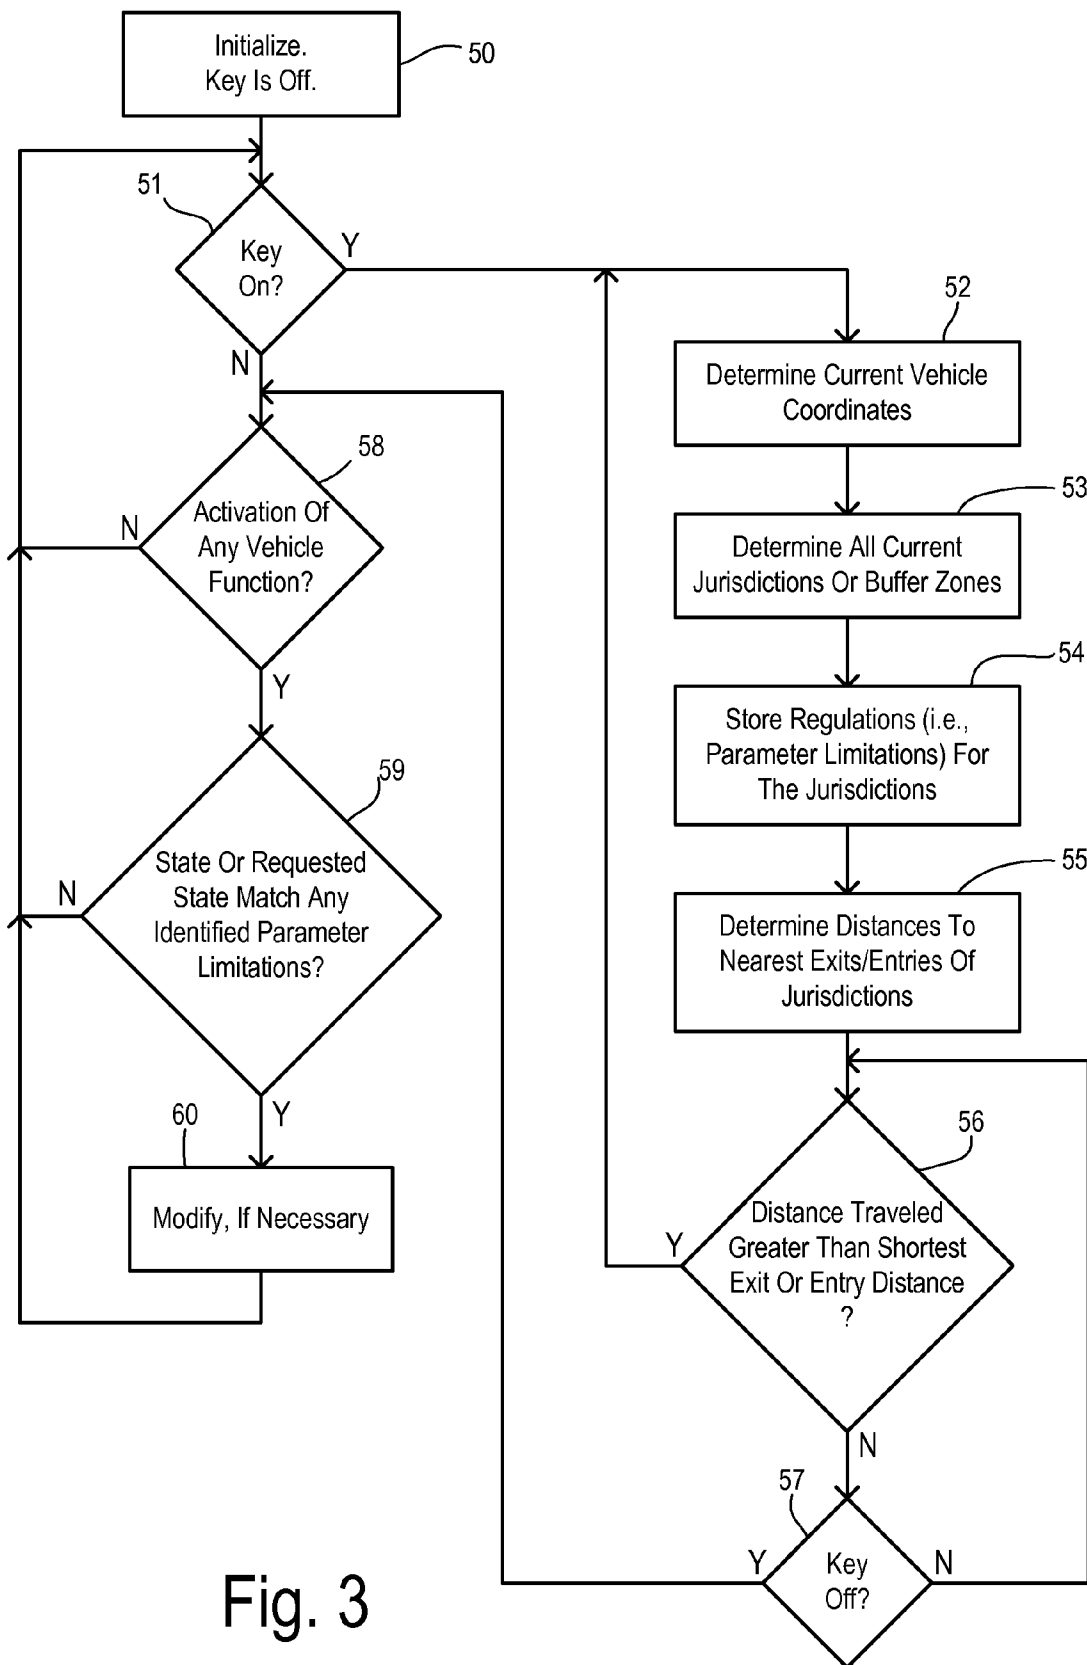 Initialize.
Key Is Off.
50
51
Key
On?
Y
N
52
Determine Current Vehicle
Coordinates
53
Determine All Current
Jurisdictions Or Buffer Zones
54
Store Regulations (i.e.,
Parameter Limitations) For
The Jurisdictions
55
Determine Distances To
Nearest Exits/Entries Of
Jurisdictions
56
Distance Traveled
Greater Than Shortest
Exit Or Entry Distance
?
Y
N
57
Key
Off?
Y
N
58
Activation Of
Any Vehicle
Function?
N
Y
59
State Or Requested
State Match Any
Identified Parameter
Limitations?
N
Y
60
Modify, If Necessary
Fig. 3